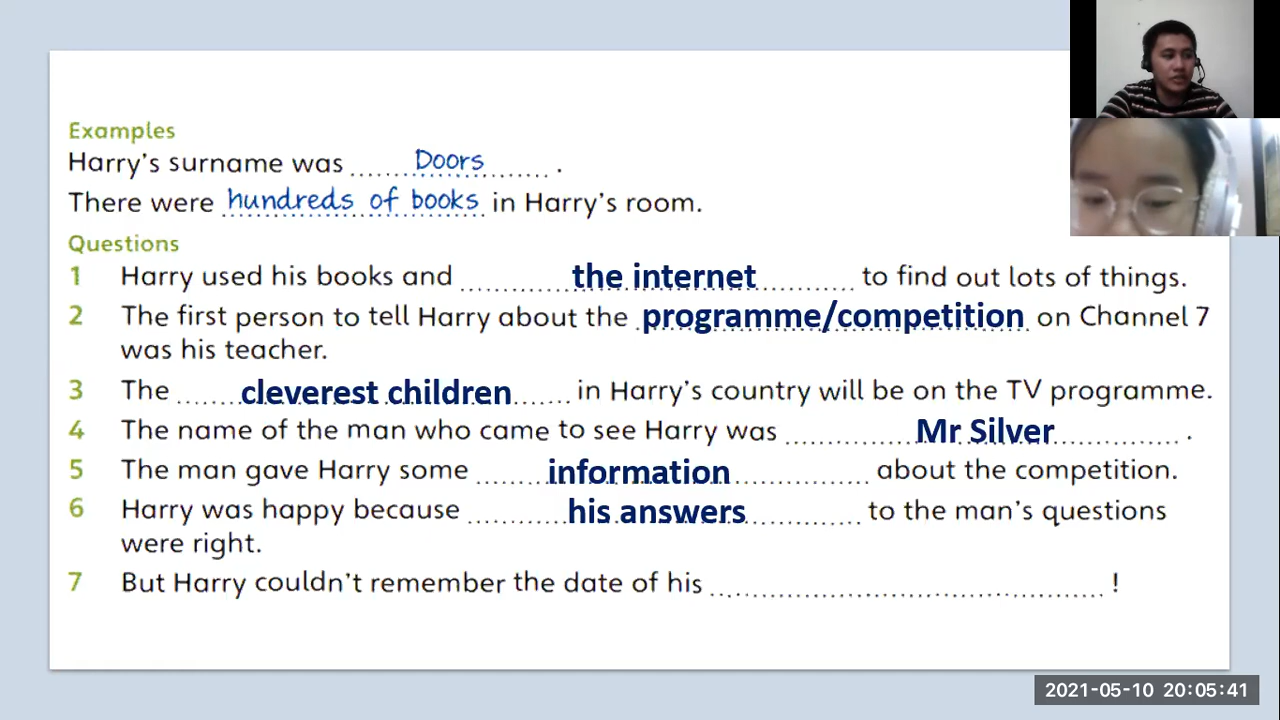 Examples
Harry's surname was Doors .
There were hundreds of books in Harry's room.
Questions
1 Harry used his books and the internet to find out lots of things.
2 The first person to tell Harry about the programme/competition on Channel 7
was his teacher.
3 The cleverest children in Harry's country will be on the TV programme.
4 The name of the man who came to see Harry was Mr Silver .
5 The man gave Harry some information about the competition.
6 Harry was happy because his answers to the man's questions
were right.
7 But Harry couldn't remember the date of his !
2021-05-10 20:05:41